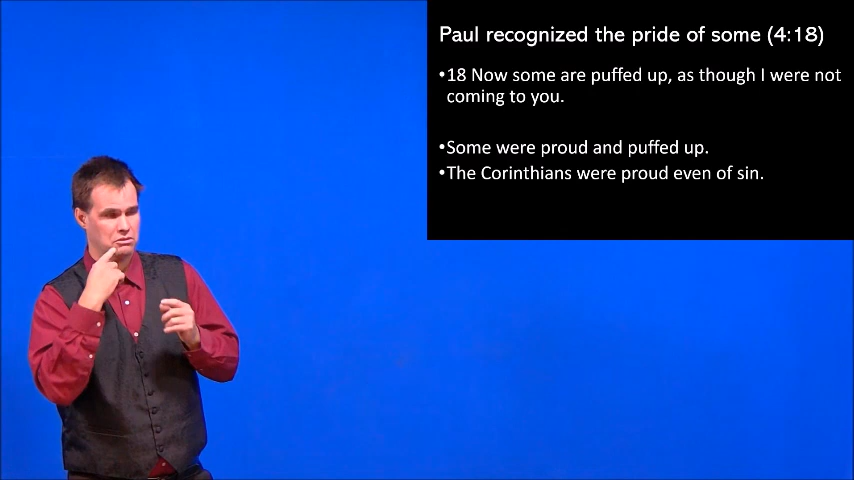 Paul recognized the pride of some (4:18)
•18 Now some are puffed up, as though I were not
coming to you.
•Some were proud and puffed up.
•The Corinthians were proud even of sin.